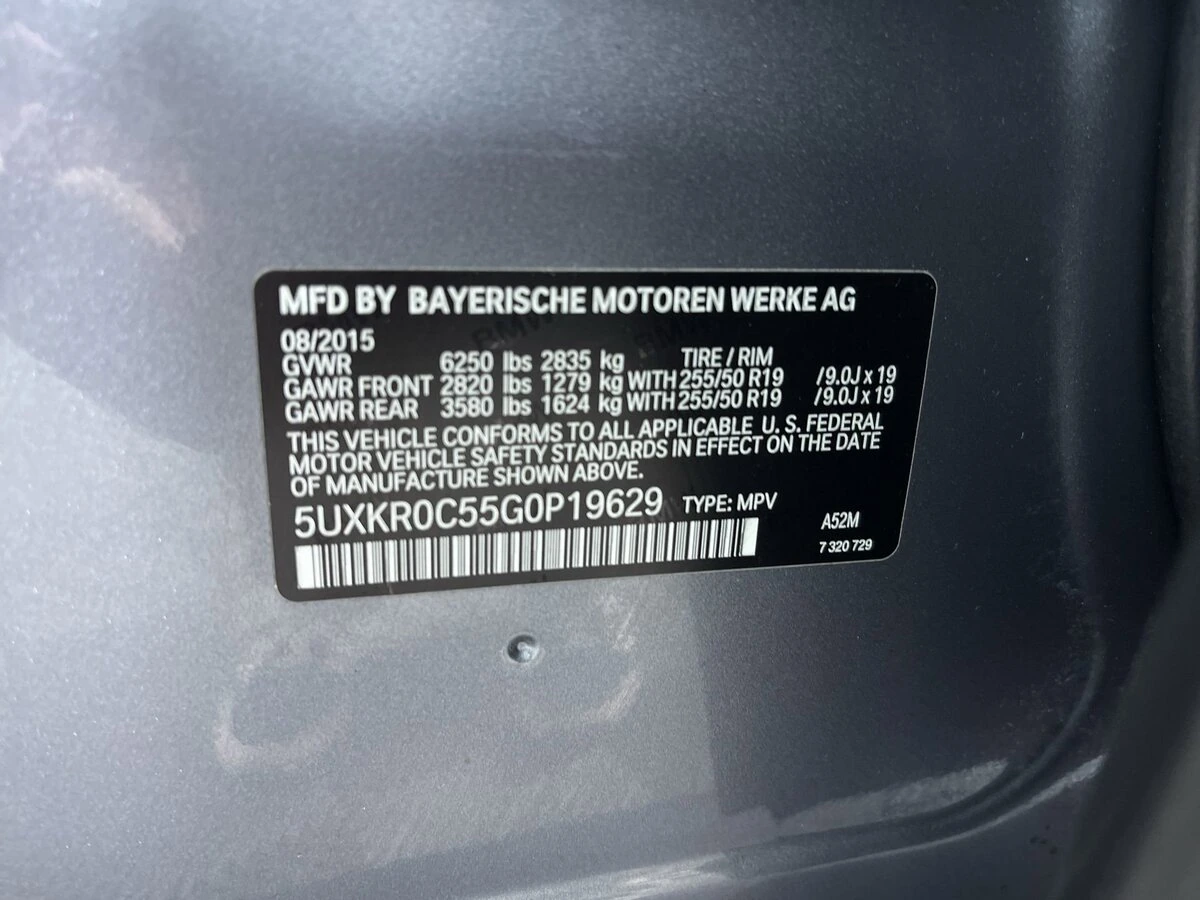 MFD BY BAYERISCHE MOTOREN WERKE AG
08/2015
GVWR 6250 lbs 2835 kg TIRE / RIM
GAWR FRONT 2820 lbs 1279 kg WITH 255/50 R19 /9.0J x 19
GAWR REAR 3580 lbs 1624 kg WITH 255/50 R19 /9.0J x 19
THIS VEHICLE CONFORMS TO ALL APPLICABLE U. S. FEDERAL
MOTOR VEHICLE SAFETY STANDARDS IN EFFECT ON THE DATE
OF MANUFACTURE SHOWN ABOVE.
5UXKR0C55G0P19629 TYPE: MPV
A52M
7 320 729